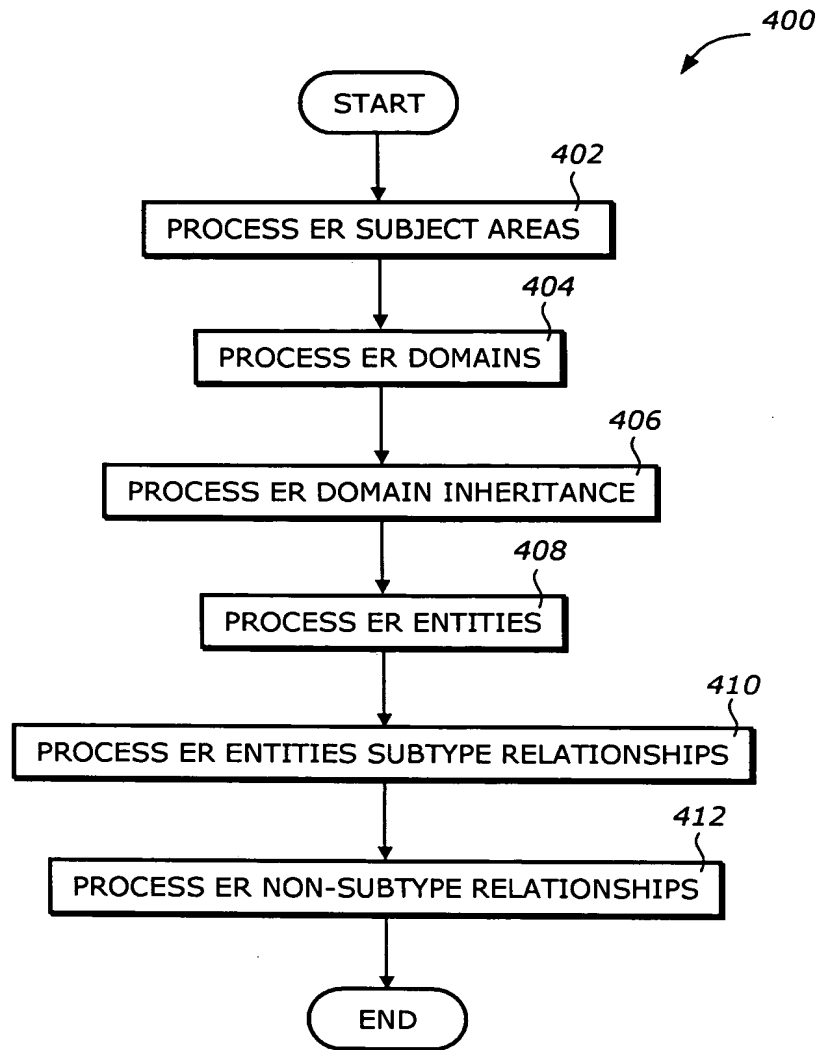 400
START
402
PROCESS ER SUBJECT AREAS
404
PROCESS ER DOMAINS
406
PROCESS ER DOMAIN INHERITANCE
408
PROCESS ER ENTITIES
410
PROCESS ER ENTITIES SUBTYPE RELATIONSHIPS
412
PROCESS ER NON-SUBTYPE RELATIONSHIPS
END